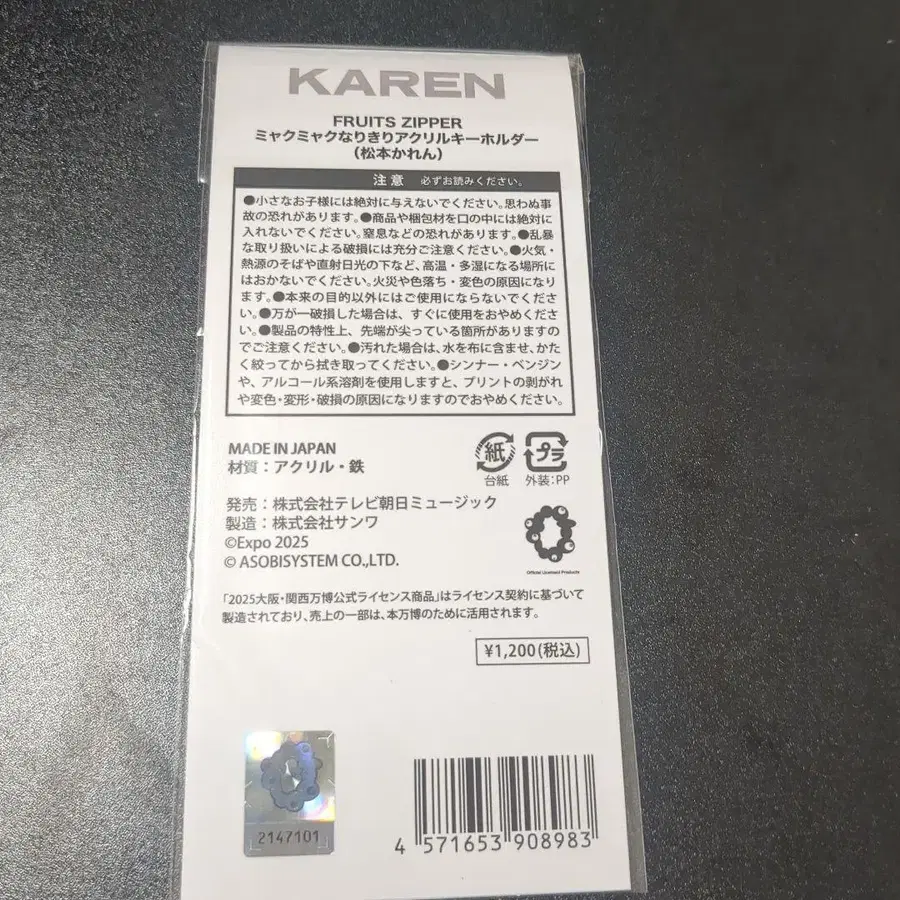 KAREN
FRUITS ZIPPER
ミャクミャクなりきりアクリルキーホルダー
（松本かれん）
注意 必ずお読みください。
●小さなお子様には絶対に与えないでください。思わぬ事
故の恐れがあります。●商品や梱包材を口の中には絶対に
入れないでください。窒息などの恐れがあります。●乱暴
な取り扱いによる破損には充分ご注意ください。●火気・
熱源のそばや直射日光の下など、高温・多湿になる場所に
はおかないでください。火災や色落ち・変色の原因になり
ます。●本来の目的以外にはご使用にならないでくださ
い。●万が一破損した場合は、すぐに使用をおやめくださ
い。●製品の特性上、先端が尖っている箇所がありますの
でご注意ください。●汚れた場合は、水を布に含ませ、かた
く絞ってから拭き取ってください。●シンナー・ベンジン
や、アルコール系溶剤を使用しますと、プリントの剥がれ
や変色・変形・破損の原因になりますのでおやめください。
MADE IN JAPAN
材質：アクリル・鉄
紙
台紙
プラ
外装：PP
発売：株式会社テレビ朝日ミュージック
製造：株式会社サンワ
©Expo 2025
© ASOBISYSTEM CO.,LTD.
Official Licensed Products
「2025大阪・関西万博公式ライセンス商品」はライセンス契約に基づいて
製造されており、売上の一部は、本万博のために活用されます。
¥1,200(税込)
2147101
4 571653 908983